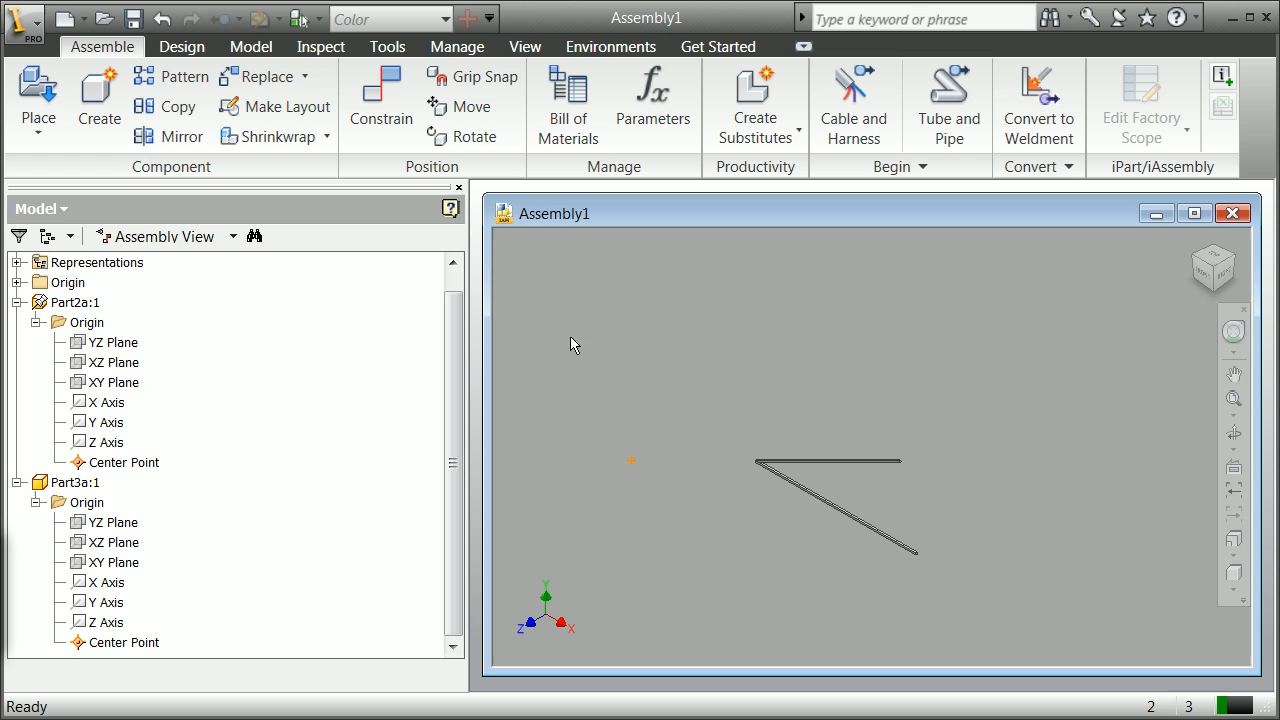 PRO
Color
Assembly1
Type a keyword or phrase
Assemble Design Model Inspect Tools Manage View Environments Get Started
Place
Create
Pattern
Copy
Mirror
Replace
Make Layout
Shrinkwrap
Component
Constrain
Grip Snap
Move
Rotate
Position
Bill of
Materials
Parameters
Manage
Create
Substitutes
Productivity
Cable and
Harness
Tube and
Pipe
Begin
Convert to
Weldment
Convert
Edit Factory
Scope
iPart/iAssembly
Model
Assembly View
Representations
Origin
Part2a:1
Origin
YZ Plane
XZ Plane
XY Plane
X Axis
Y Axis
Z Axis
Center Point
Part3a:1
Origin
YZ Plane
XZ Plane
XY Plane
X Axis
Y Axis
Z Axis
Center Point
Assembly1
Y
Z
X
Ready
2 3